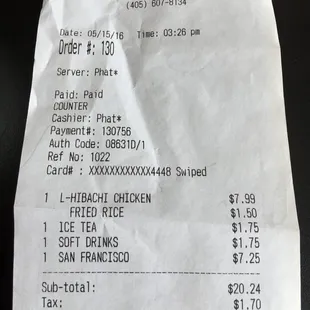 (405) 607-8134
Date: 05/15/16 Time: 03:26 pm
Order #: 130
Server: Phat*
Paid: Paid
COUNTER
Cashier: Phat*
Payment#: 130756
Auth Code: 08631D/1
Ref No: 1022
Card# : XXXXXXXXXXXX4448 Swiped
1 L-HIBACHI CHICKEN $7.99
FRIED RICE $1.50
1 ICE TEA $1.75
1 SOFT DRINKS $1.75
1 SAN FRANCISCO $7.25
Sub-total: $20.24
Tax: $1.70